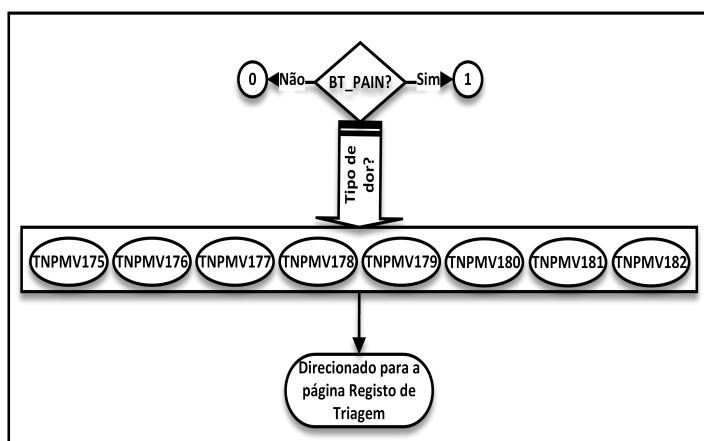 0 Não BT_PAIN? Sim 1
Tipo de
dor?
TNPMV175 TNPMV176 TNPMV177 TNPMV178 TNPMV179 TNPMV180 TNPMV181 TNPMV182
Direcionado para a
página Registo de
Triagem